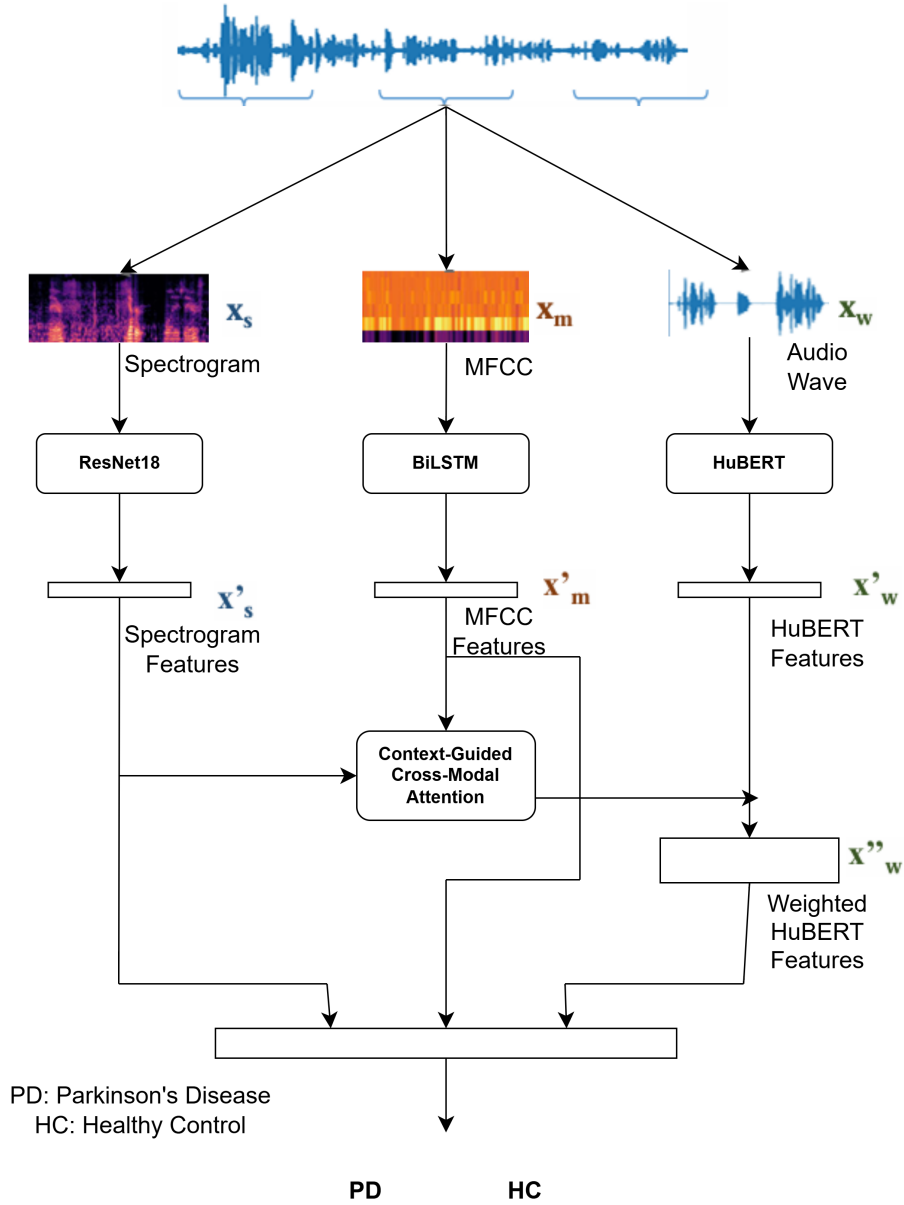 x_s
x_m
x_w
Spectrogram
MFCC
Audio
Wave
ResNet18
BiLSTM
HuBERT
x'_s
x'_m
x'_w
Spectrogram
Features
MFCC
Features
HuBERT
Features
Context-Guided
Cross-Modal
Attention
x''_w
Weighted
HuBERT
Features
PD: Parkinson's Disease
HC: Healthy Control
PD
HC